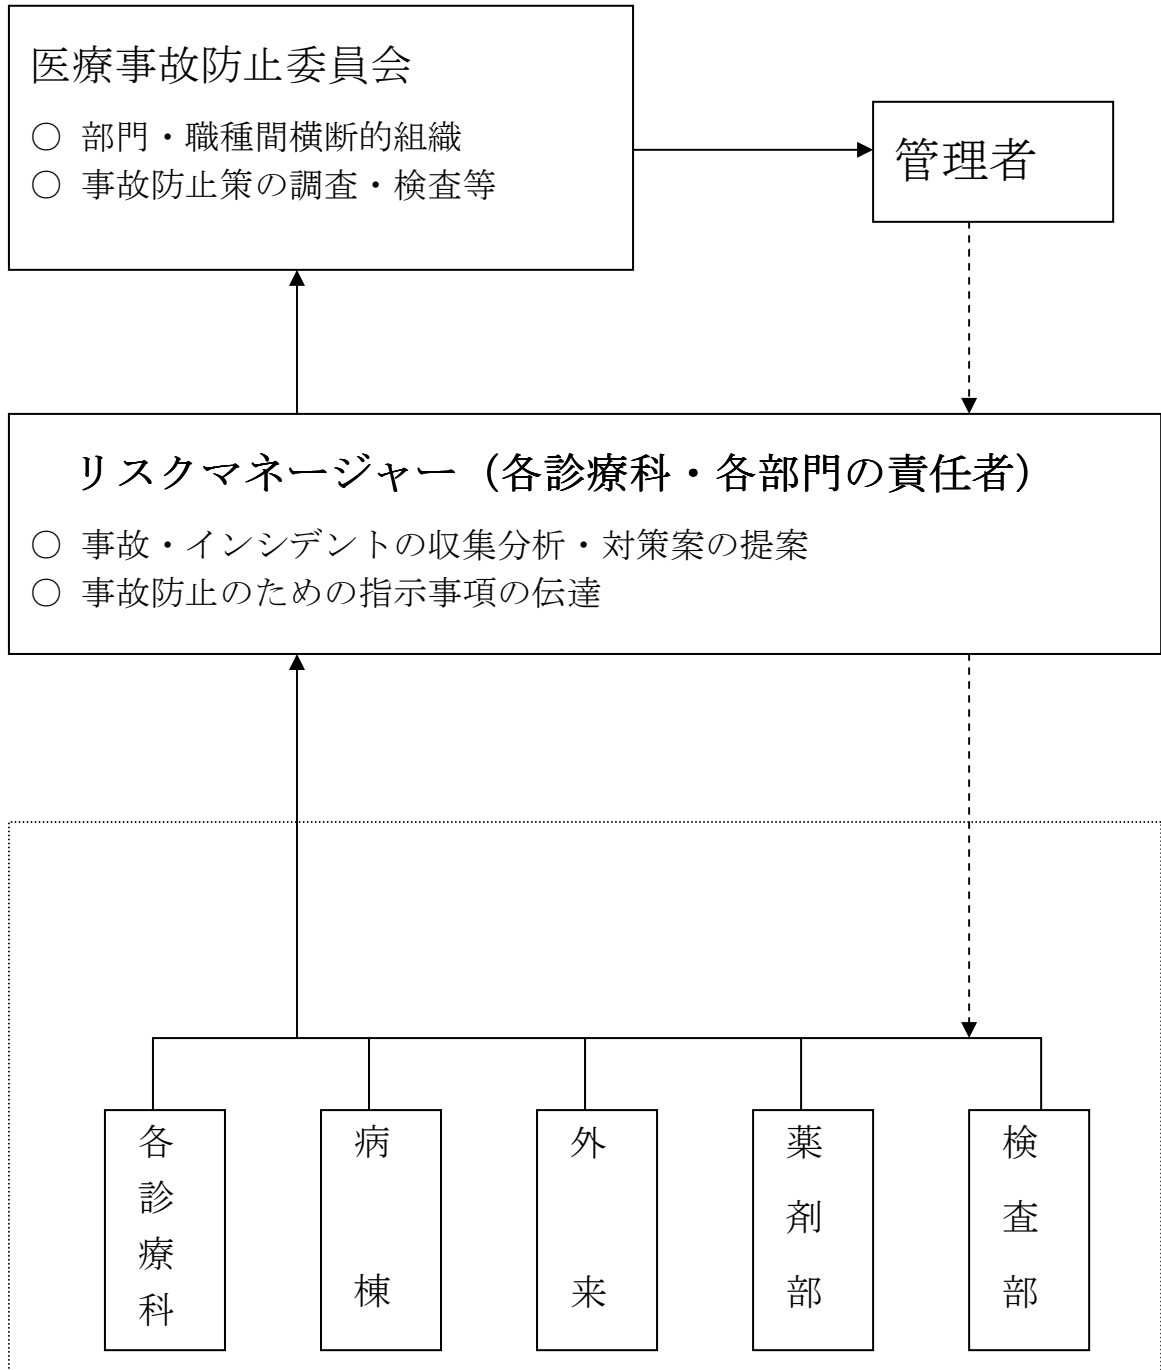 医療事故防止委員会
○ 部門・職種間横断的組織
○ 事故防止策の調査・検査等
管理者
リスクマネージャー（各診療科・各部門の責任者）
○ 事故・インシデントの収集分析・対策案の提案
○ 事故防止のための指示事項の伝達
各診療科
病棟
外来
薬剤部
検査部